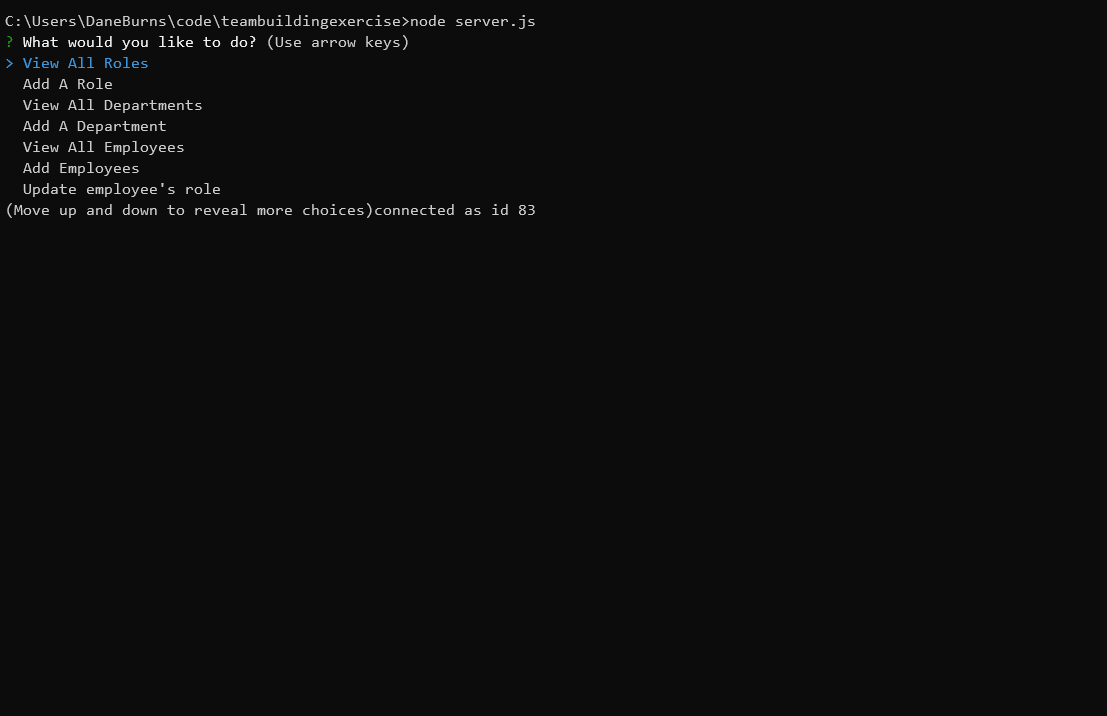 C:\Users\DaneBurns\code\teambuildingexercise>node server.js
? What would you like to do? (Use arrow keys)
> View All Roles
  Add A Role
  View All Departments
  Add A Department
  View All Employees
  Add Employees
  Update employee's role
(Move up and down to reveal more choices)connected as id 83